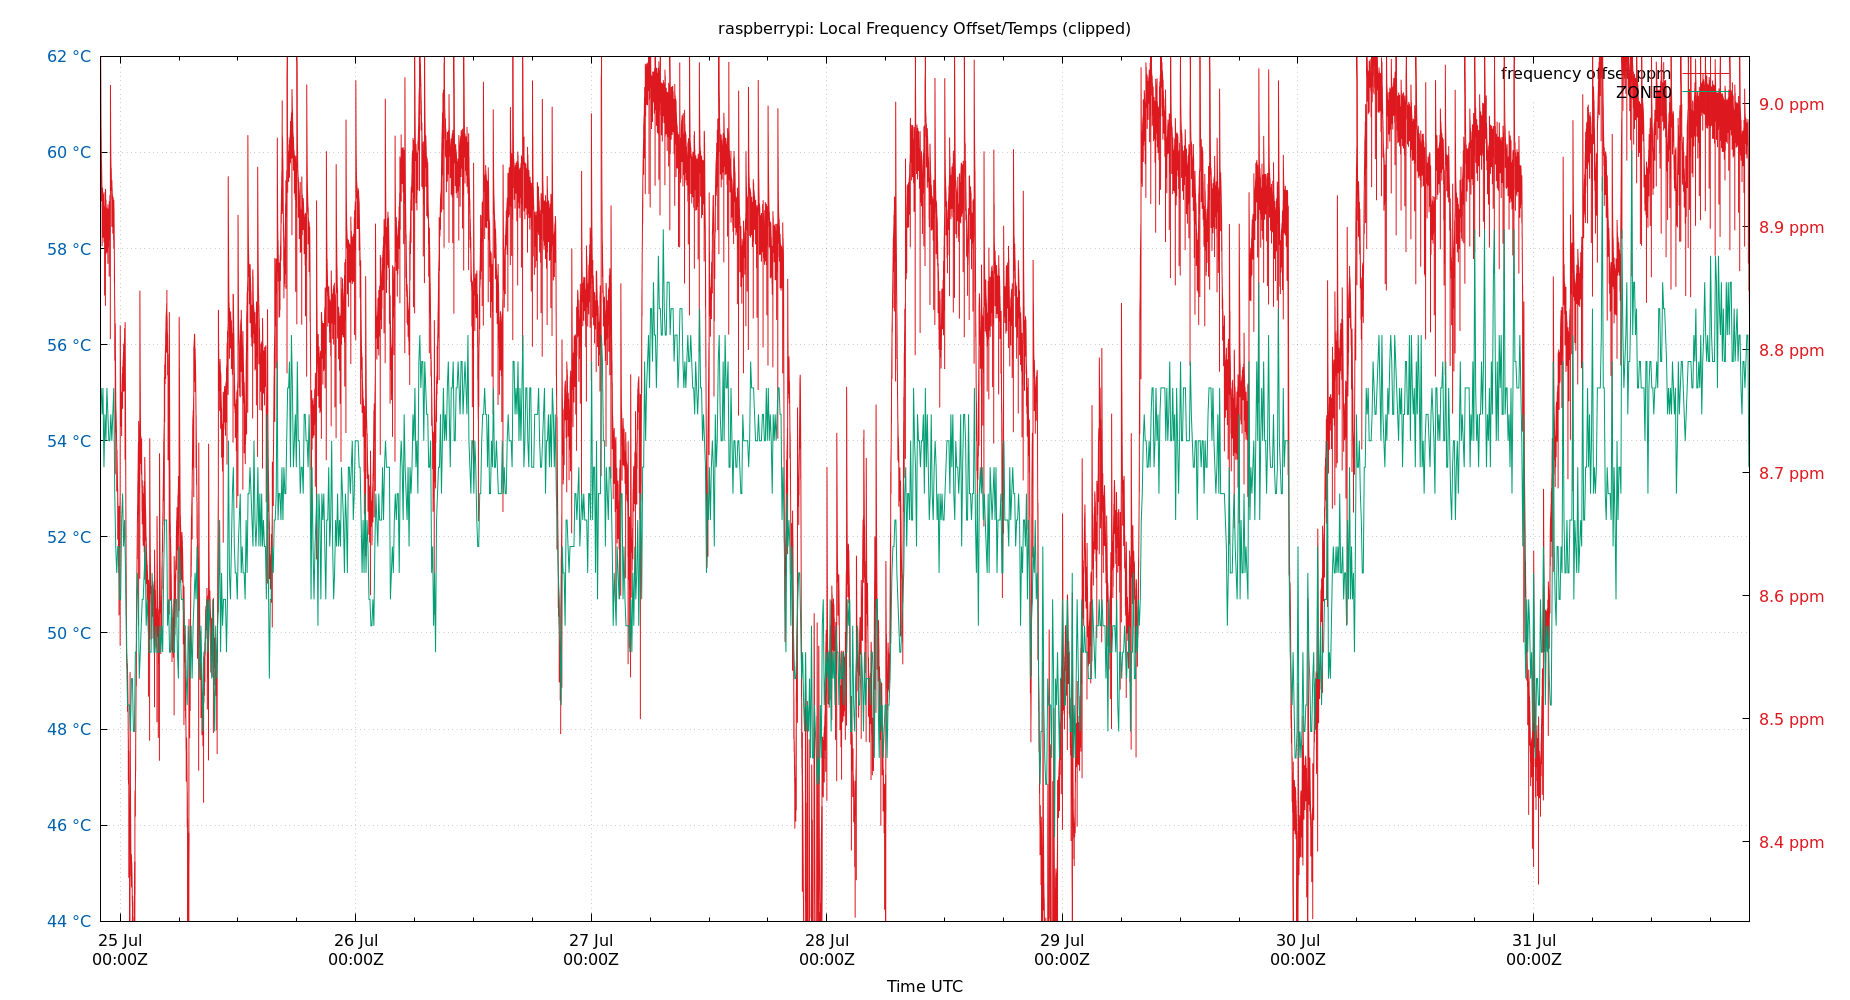 raspberrypi: Local Frequency Offset/Temps (clipped)
62 °C
60 °C
58 °C
56 °C
54 °C
52 °C
50 °C
48 °C
46 °C
44 °C
frequency offset ppm
ZONE0
9.0 ppm
8.9 ppm
8.8 ppm
8.7 ppm
8.6 ppm
8.5 ppm
8.4 ppm
25 Jul
00:00Z
26 Jul
00:00Z
27 Jul
00:00Z
28 Jul
00:00Z
29 Jul
00:00Z
30 Jul
00:00Z
31 Jul
00:00Z
Time UTC